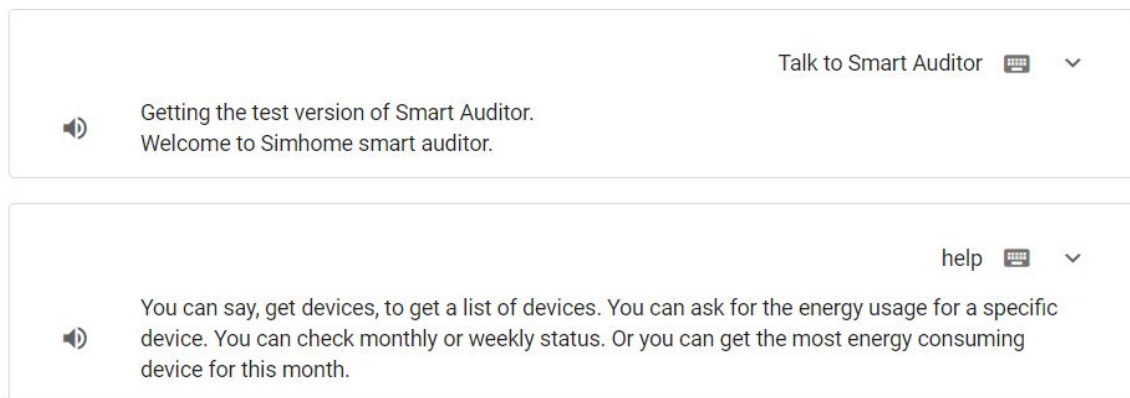 Talk to Smart Auditor
Getting the test version of Smart Auditor.
Welcome to Simhome smart auditor.
help
You can say, get devices, to get a list of devices. You can ask for the energy usage for a specific
device. You can check monthly or weekly status. Or you can get the most energy consuming
device for this month.